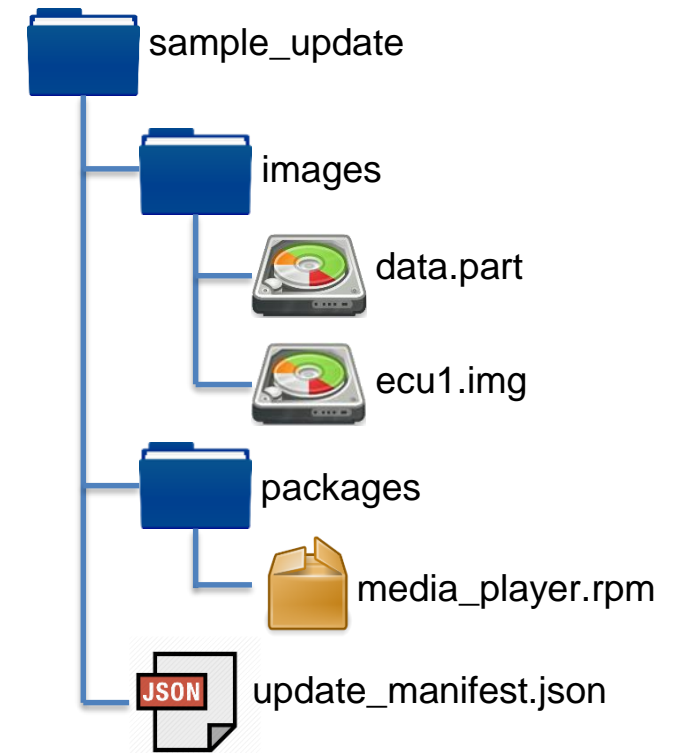 sample_update
images
data.part
ecu1.img
packages
media_player.rpm
JSON
update_manifest.json